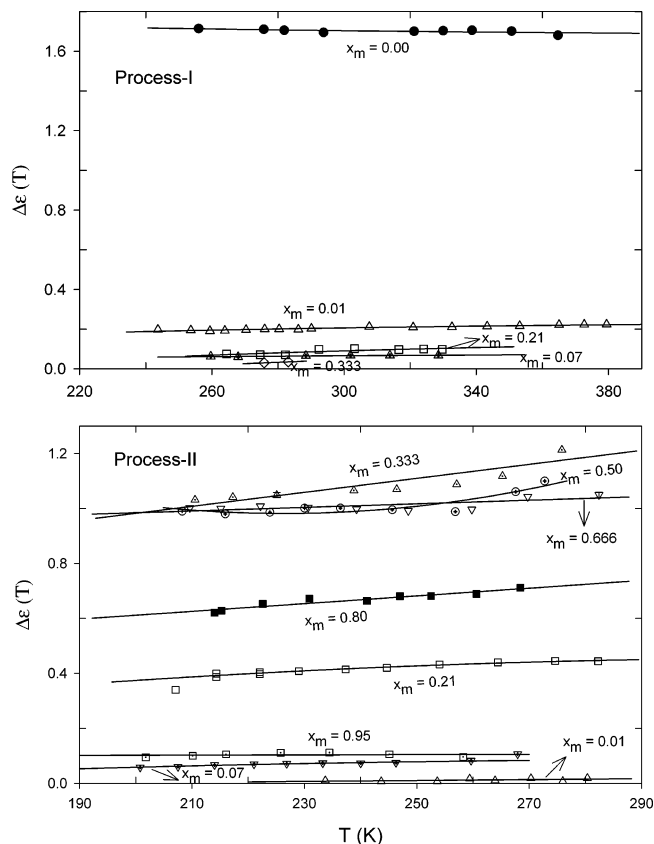 1.6
x_m = 0.00
Process-I
1.2
Δε (T)
0.8
0.4
x_m = 0.01
x_m = 0.21
x_m = 0.07
x_m = 0.333
0.0
220 260 300 340 380
Process-II
1.2
x_m = 0.333
x_m = 0.50
x_m = 0.666
0.8
Δε (T)
x_m = 0.80
0.4
x_m = 0.21
x_m = 0.95
x_m = 0.01
x_m = 0.07
0.0
190 210 230 250 270 290
T (K)